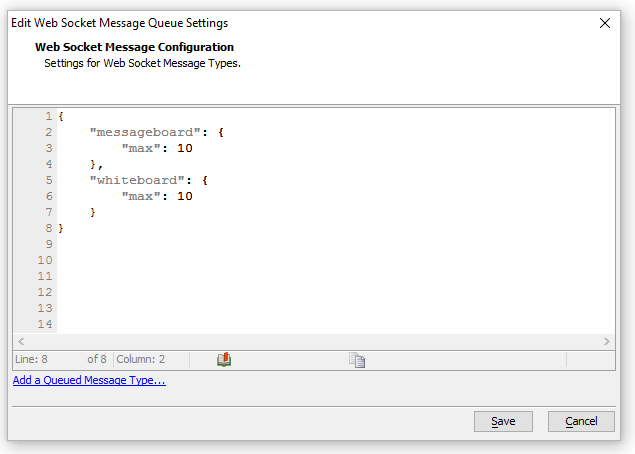 Edit Web Socket Message Queue Settings
Web Socket Message Configuration
Settings for Web Socket Message Types.
1 {
2     "messageboard": {
3         "max": 10
4     },
5     "whiteboard": {
6         "max": 10
7     }
8 }
9
10
11
12
13
14
Line: 8 of 8 Column: 2
Add a Queued Message Type...
Save Cancel